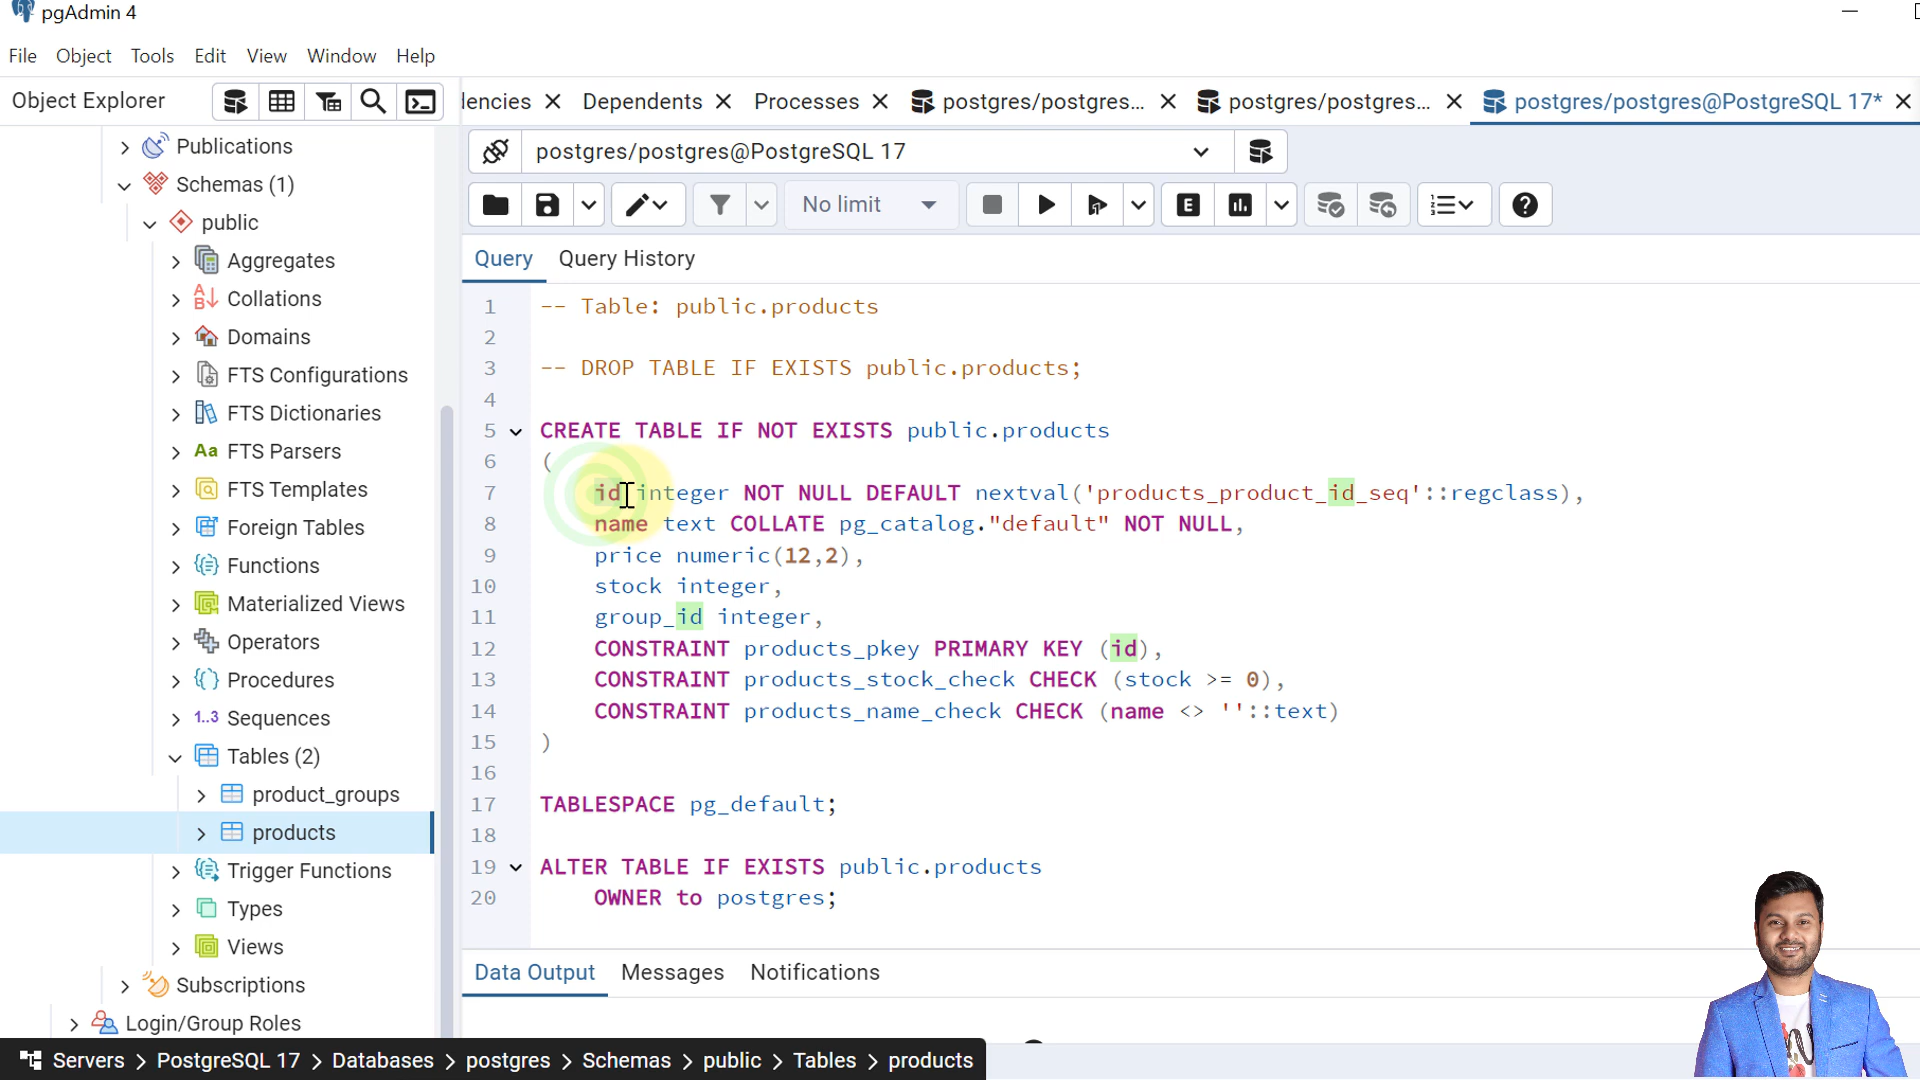 pgAdmin 4
File Object Tools Edit View Window Help
Object Explorer
lencies Dependents Processes postgres/postgres... postgres/postgres... postgres/postgres@PostgreSQL 17*
postgres/postgres@PostgreSQL 17
No limit
E
Query Query History
Publications
Schemas (1)
public
Aggregates
Collations
Domains
FTS Configurations
FTS Dictionaries
Aa FTS Parsers
FTS Templates
Foreign Tables
Functions
Materialized Views
Operators
Procedures
1..3 Sequences
Tables (2)
product_groups
products
Trigger Functions
Types
Views
Subscriptions
Login/Group Roles
1 -- Table: public.products
2
3 -- DROP TABLE IF EXISTS public.products;
4
5 CREATE TABLE IF NOT EXISTS public.products
6 (
7 id integer NOT NULL DEFAULT nextval('products_product_id_seq'::regclass),
8 name text COLLATE pg_catalog."default" NOT NULL,
9 price numeric(12,2),
10 stock integer,
11 group_id integer,
12 CONSTRAINT products_pkey PRIMARY KEY (id),
13 CONSTRAINT products_stock_check CHECK (stock >= 0),
14 CONSTRAINT products_name_check CHECK (name <> ''::text)
15 )
16
17 TABLESPACE pg_default;
18
19 ALTER TABLE IF EXISTS public.products
20 OWNER to postgres;
Data Output Messages Notifications
Servers > PostgreSQL 17 > Databases > postgres > Schemas > public > Tables > products